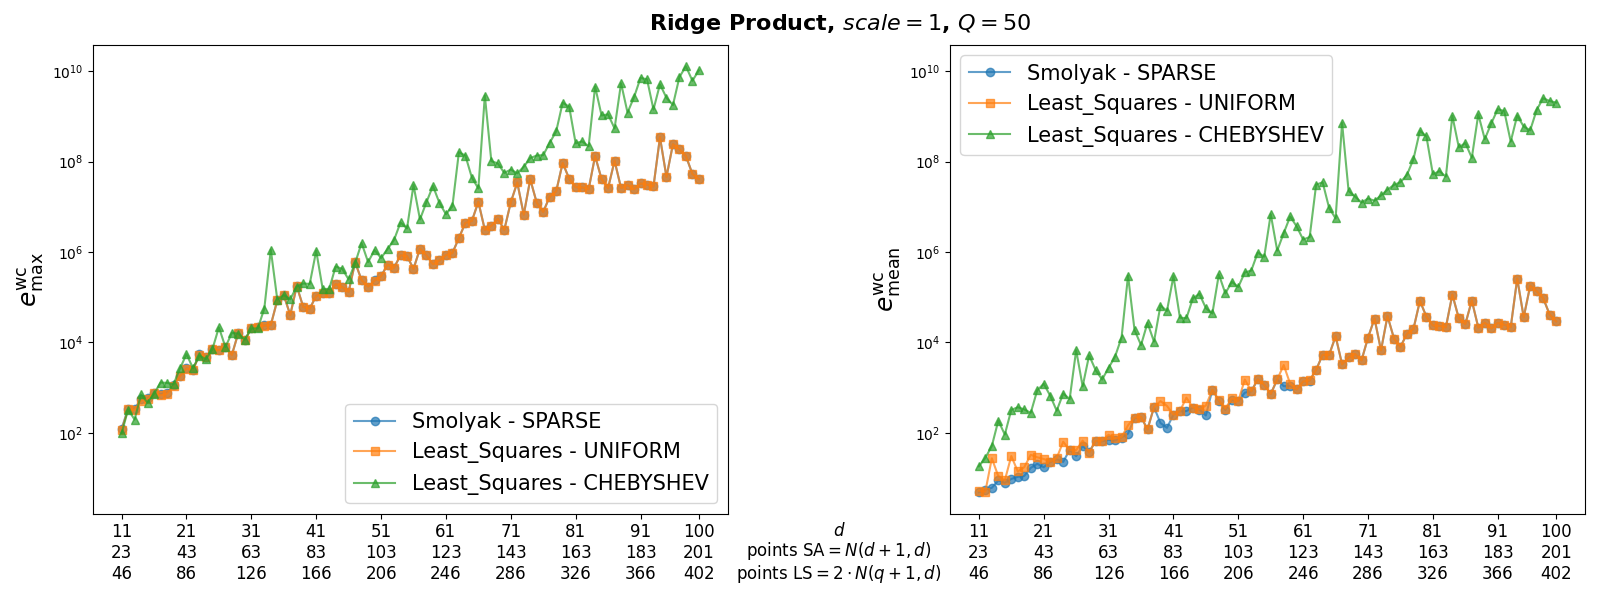 Ridge Product, scale = 1, Q = 50
e^wc_max
10^10
10^8
10^6
10^4
10^2
Smolyak - SPARSE
Least_Squares - UNIFORM
Least_Squares - CHEBYSHEV
11 21 31 41 51 61 71 81 91 100
23 43 63 83 103 123 143 163 183 201
46 86 126 166 206 246 286 326 366 402
d
points SA = N(d + 1, d)
points LS = 2 · N(q + 1, d)
e^wc_mean
10^10
10^8
10^6
10^4
10^2
Smolyak - SPARSE
Least_Squares - UNIFORM
Least_Squares - CHEBYSHEV
11 21 31 41 51 61 71 81 91 100
23 43 63 83 103 123 143 163 183 201
46 86 126 166 206 246 286 326 366 402